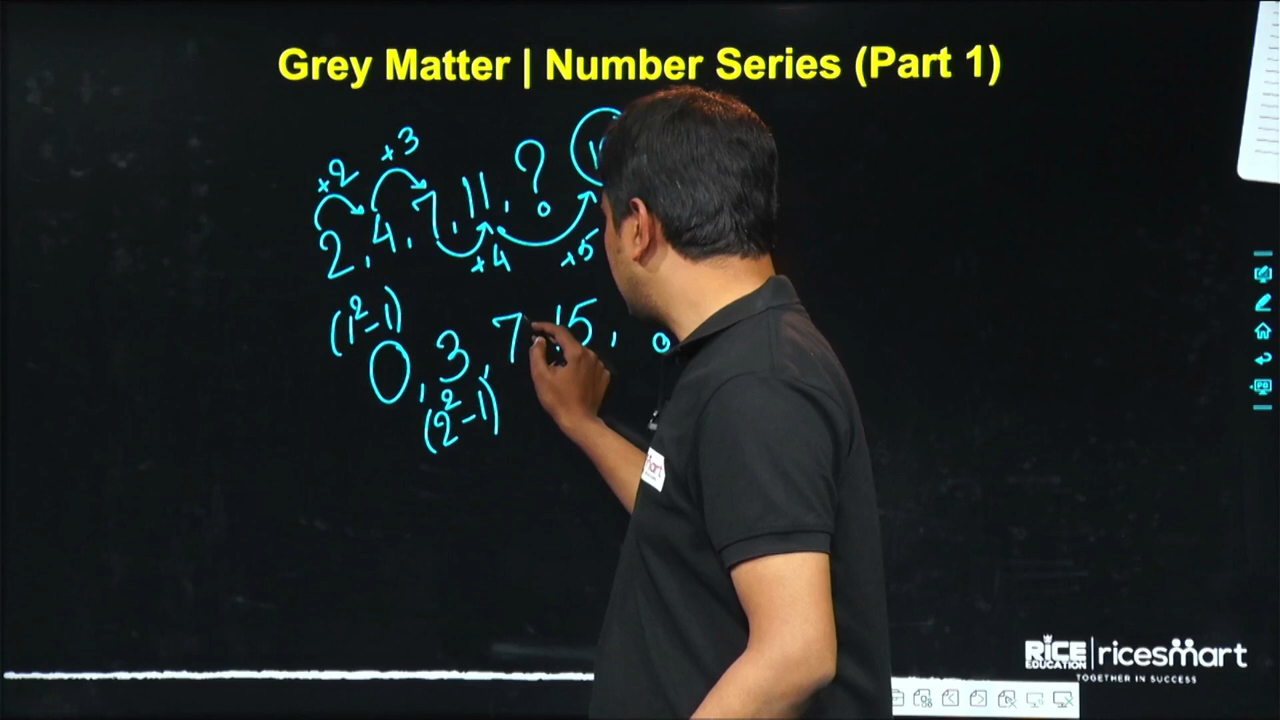 Grey Matter | Number Series (Part 1)
+2 +3
2, 4, 7, 11, ?
+4 +5
(1²-1)
0, 3, 7, 15,
(2²-1)
RiCE EDUCATION | ricesmart
TOGETHER IN SUCCESS